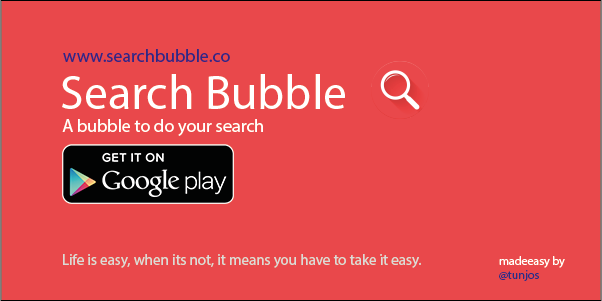 www.searchbubble.co
Search Bubble
A bubble to do your search
GET IT ON
Google play
Life is easy, when its not, it means you have to take it easy.
madeeasy by
@tunjos